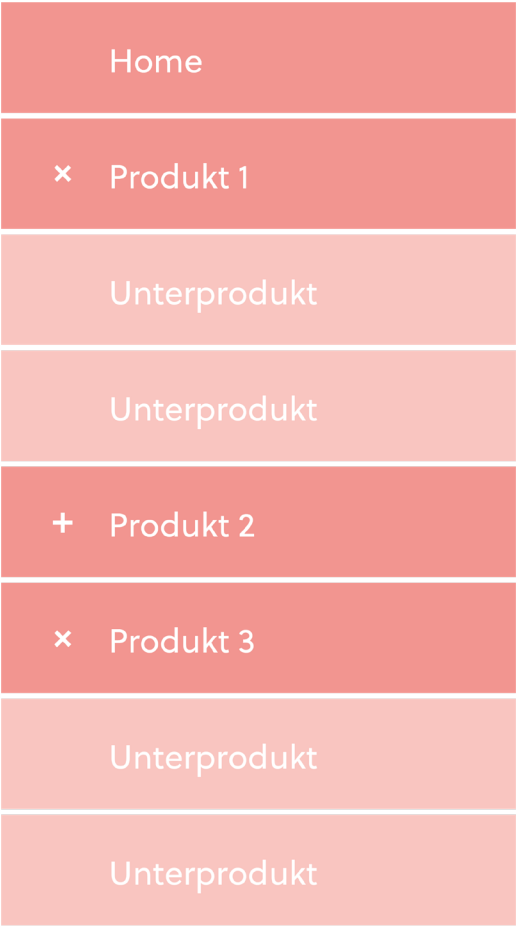 Home
× Produkt 1
Unterprodukt
Unterprodukt
+ Produkt 2
× Produkt 3
Unterprodukt
Unterprodukt